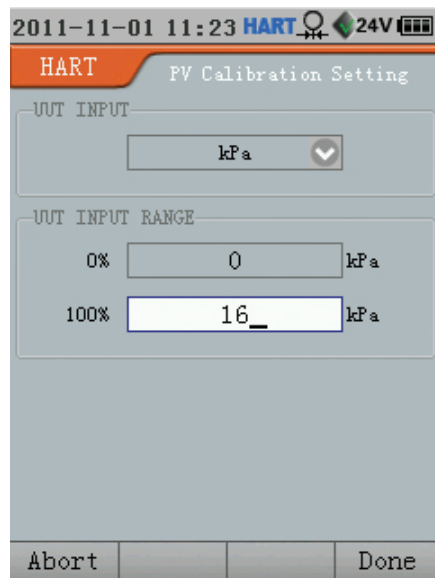 2011-11-01 11:23 HART 24V
HART PV Calibration Setting
UUT INPUT
kPa
UUT INPUT RANGE
0% 0 kPa
100% 16_ kPa
Abort Done